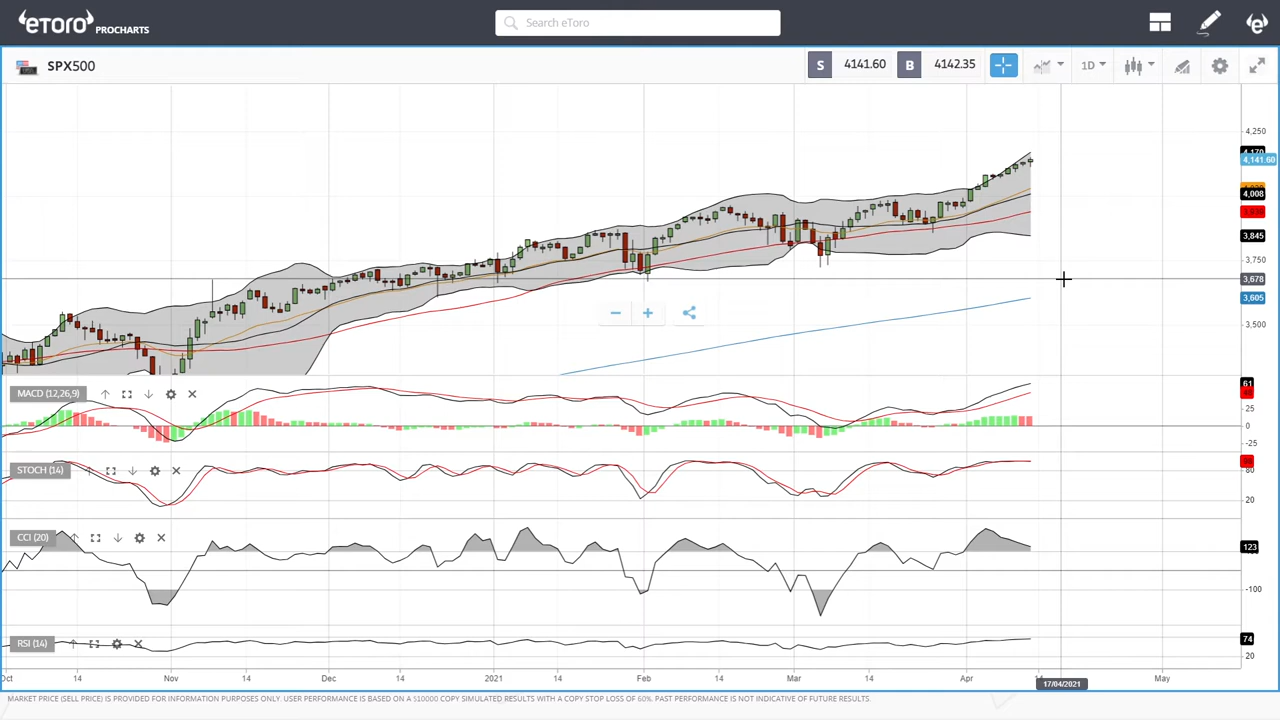 eToro PROCHARTS
Search eToro
SPX500
S 4141.60 B 4142.35
1D
4,250
4,141.60
4,008
3,845
3,750
3,678
3,605
3,500
MACD (12,26,9)
61
25
0
-25
STOCH (14)
80
20
CCI (20)
123
-100
RSI (14)
74
20
Oct 14 Nov 14 Dec 14 2021 14 Feb 14 Mar 14 Apr 14 May
17/04/2021
MARKET PRICE (SELL PRICE) IS PROVIDED FOR INFORMATION PURPOSES ONLY. USER PERFORMANCE IS BASED ON A $10000 COPY SIMULATED RESULTS WITH A COPY STOP LOSS OF 60%. PAST PERFORMANCE IS NOT INDICATIVE OF FUTURE RESULTS.